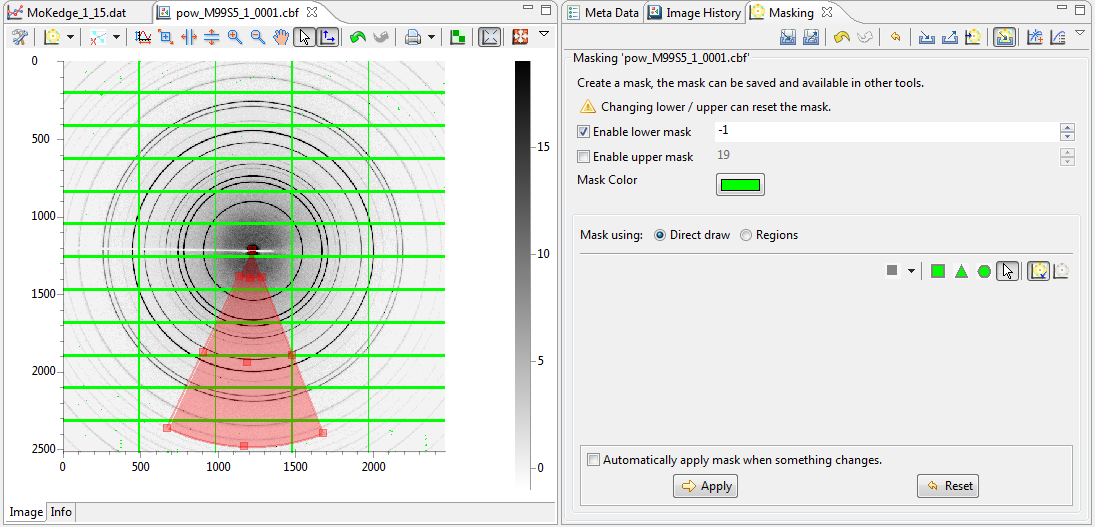 MoKedge_1_15.dat
pow_M99S5_1_0001.cbf
0
500
1000
1500
2000
2500
0
500
1000
1500
2000
15
10
5
0
Image
Info
Meta Data
Image History
Masking
Masking 'pow_M99S5_1_0001.cbf'
Create a mask, the mask can be saved and available in other tools.
Changing lower / upper can reset the mask.
Enable lower mask
-1
Enable upper mask
19
Mask Color
Mask using:
Direct draw
Regions
Automatically apply mask when something changes.
Apply
Reset